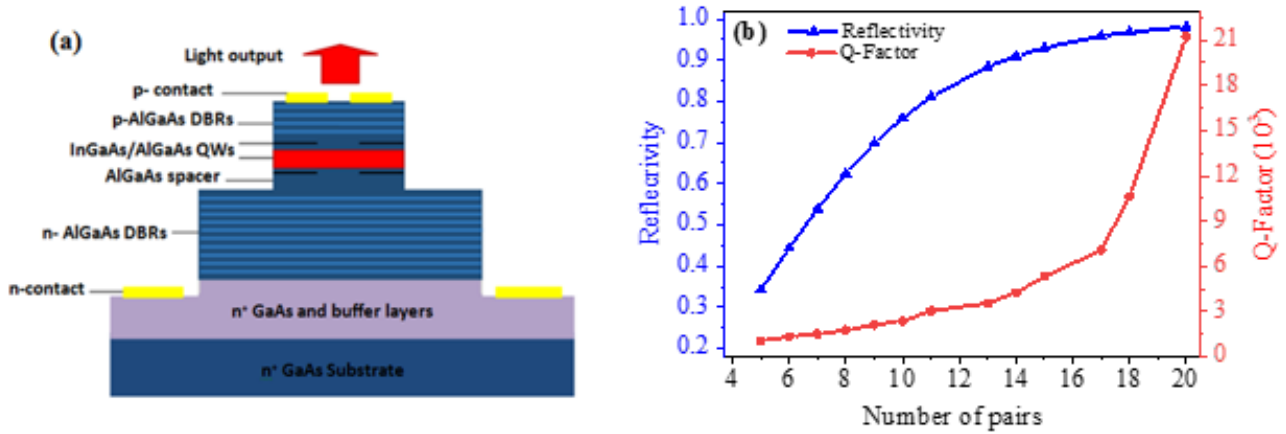 (a)
Light output
p- contact
p-AlGaAs DBRs
InGaAs/AlGaAs QWs
AlGaAs spacer
n- AlGaAs DBRs
n-contact
n⁺ GaAs and buffer layers
n⁺ GaAs Substrate
(b)
Reflectivity
Q-Factor
1.0
0.9
0.8
0.7
0.6
0.5
0.4
0.3
0.2
Reflecrivity
21
18
15
12
9
6
3
0
Q-Factor (10³)
4 6 8 10 12 14 16 18 20
Number of pairs